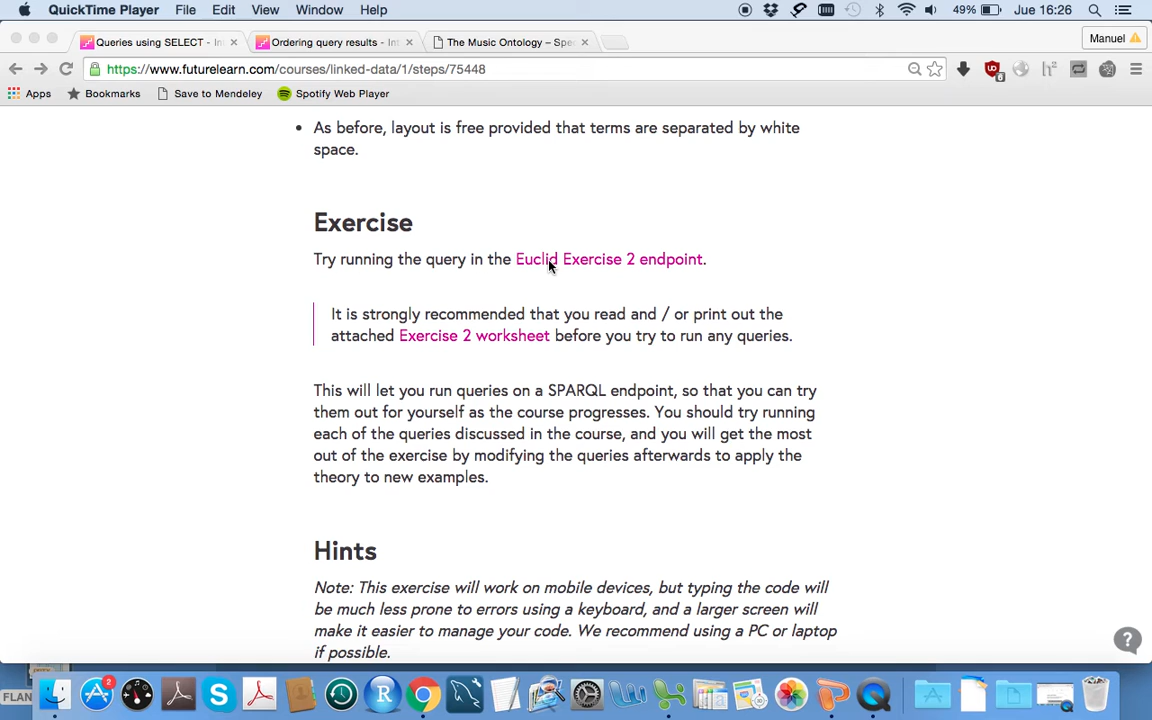 QuickTime Player File Edit View Window Help 49% Jue 16:26
Queries using SELECT - In × Ordering query results - Int × The Music Ontology – Spec × Manuel
https://www.futurelearn.com/courses/linked-data/1/steps/75448
Apps Bookmarks Save to Mendeley Spotify Web Player
• As before, layout is free provided that terms are separated by white
space.
Exercise
Try running the query in the Euclid Exercise 2 endpoint.
It is strongly recommended that you read and / or print out the
attached Exercise 2 worksheet before you try to run any queries.
This will let you run queries on a SPARQL endpoint, so that you can try
them out for yourself as the course progresses. You should try running
each of the queries discussed in the course, and you will get the most
out of the exercise by modifying the queries afterwards to apply the
theory to new examples.
Hints
Note: This exercise will work on mobile devices, but typing the code will
be much less prone to errors using a keyboard, and a larger screen will
make it easier to manage your code. We recommend using a PC or laptop
if possible.
?
FLAN
2